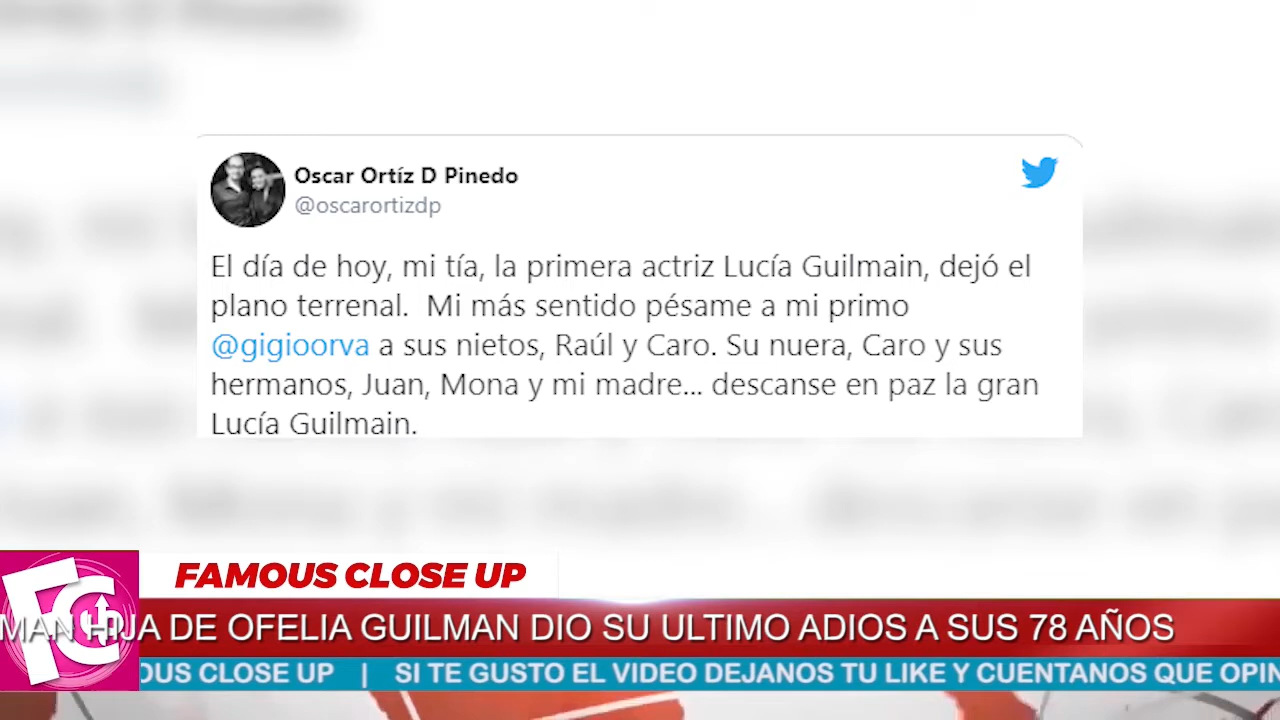 Oscar Ortíz D Pinedo
@oscarortizdp
El día de hoy, mi tía, la primera actriz Lucía Guilmain, dejó el
plano terrenal.  Mi más sentido pésame a mi primo
@gigioorva a sus nietos, Raúl y Caro. Su nuera, Caro y sus
hermanos, Juan, Mona y mi madre... descanse en paz la gran
Lucía Guilmain.
FAMOUS CLOSE UP
FC UP
MAN HIJA DE OFELIA GUILMAN DIO SU ULTIMO ADIOS A SUS 78 AÑOS
OUS CLOSE UP | SI TE GUSTO EL VIDEO DEJANOS TU LIKE Y CUENTANOS QUE OPIN